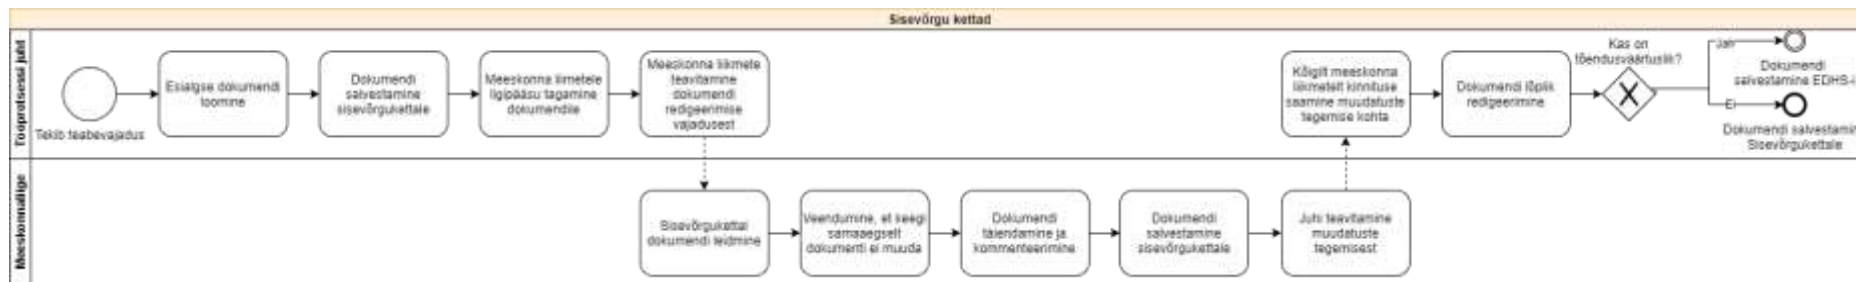 Sisevõrgu kettad
Tööprotsessi juht
Tekib teabevajadus
Esialgse dokumendi
loomine
Dokumendi
salvestamine
sisevõrgukettale
Meeskonna liimetele
ligipääsu tagamine
dokumendile
Meeskonna liikmete
teavitamine
dokumendi
redigeerimise
vajadusest
Kõigilt meeskonna
liikmetelt kinnituse
saamine muudatuste
tegemise kohta
Dokumendi lõplik
redigeerimine
Kas on
tõendusväärtuslik?
Jah
Dokumendi
salvestamine EDHS-i
Ei
Dokumendi salvestamine
Sisevõrgukettale
Meeskonnaliige
Sisevõrgukettal
dokumendi leidmine
Veendumine, et keegi
samaaegselt
dokumenti ei muuda
Dokumendi
täiendamine ja
kommenteerimine
Dokumendi
salvestamine
sisevõrgukettale
Juhi teavitamine
muudatuste
tegemisest